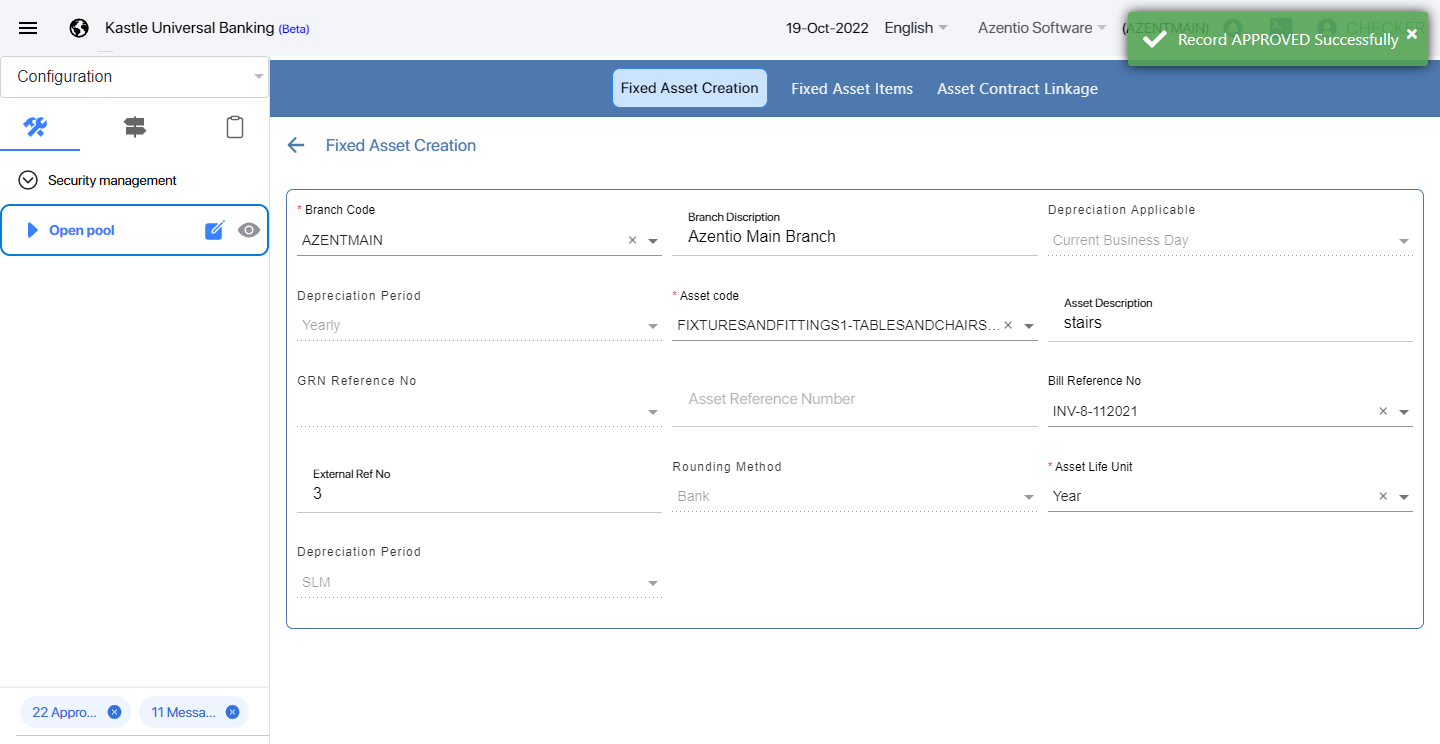 Kastle Universal Banking (Beta)
19-Oct-2022
English
Azentio Software
(AZENTMAIN)
CHECKER
Record APPROVED Successfully
Configuration
Fixed Asset Creation
Fixed Asset Items
Asset Contract Linkage
Security management
Open pool
Fixed Asset Creation
* Branch Code
AZENTMAIN
Branch Discription
Azentio Main Branch
Depreciation Applicable
Current Business Day
Depreciation Period
Yearly
* Asset code
FIXTURESANDFITTINGS1-TABLESANDCHAIRS...
Asset Description
stairs
GRN Reference No
Asset Reference Number
Bill Reference No
INV-8-112021
External Ref No
3
Rounding Method
Bank
* Asset Life Unit
Year
Depreciation Period
SLM
22 Appro...
11 Messa...